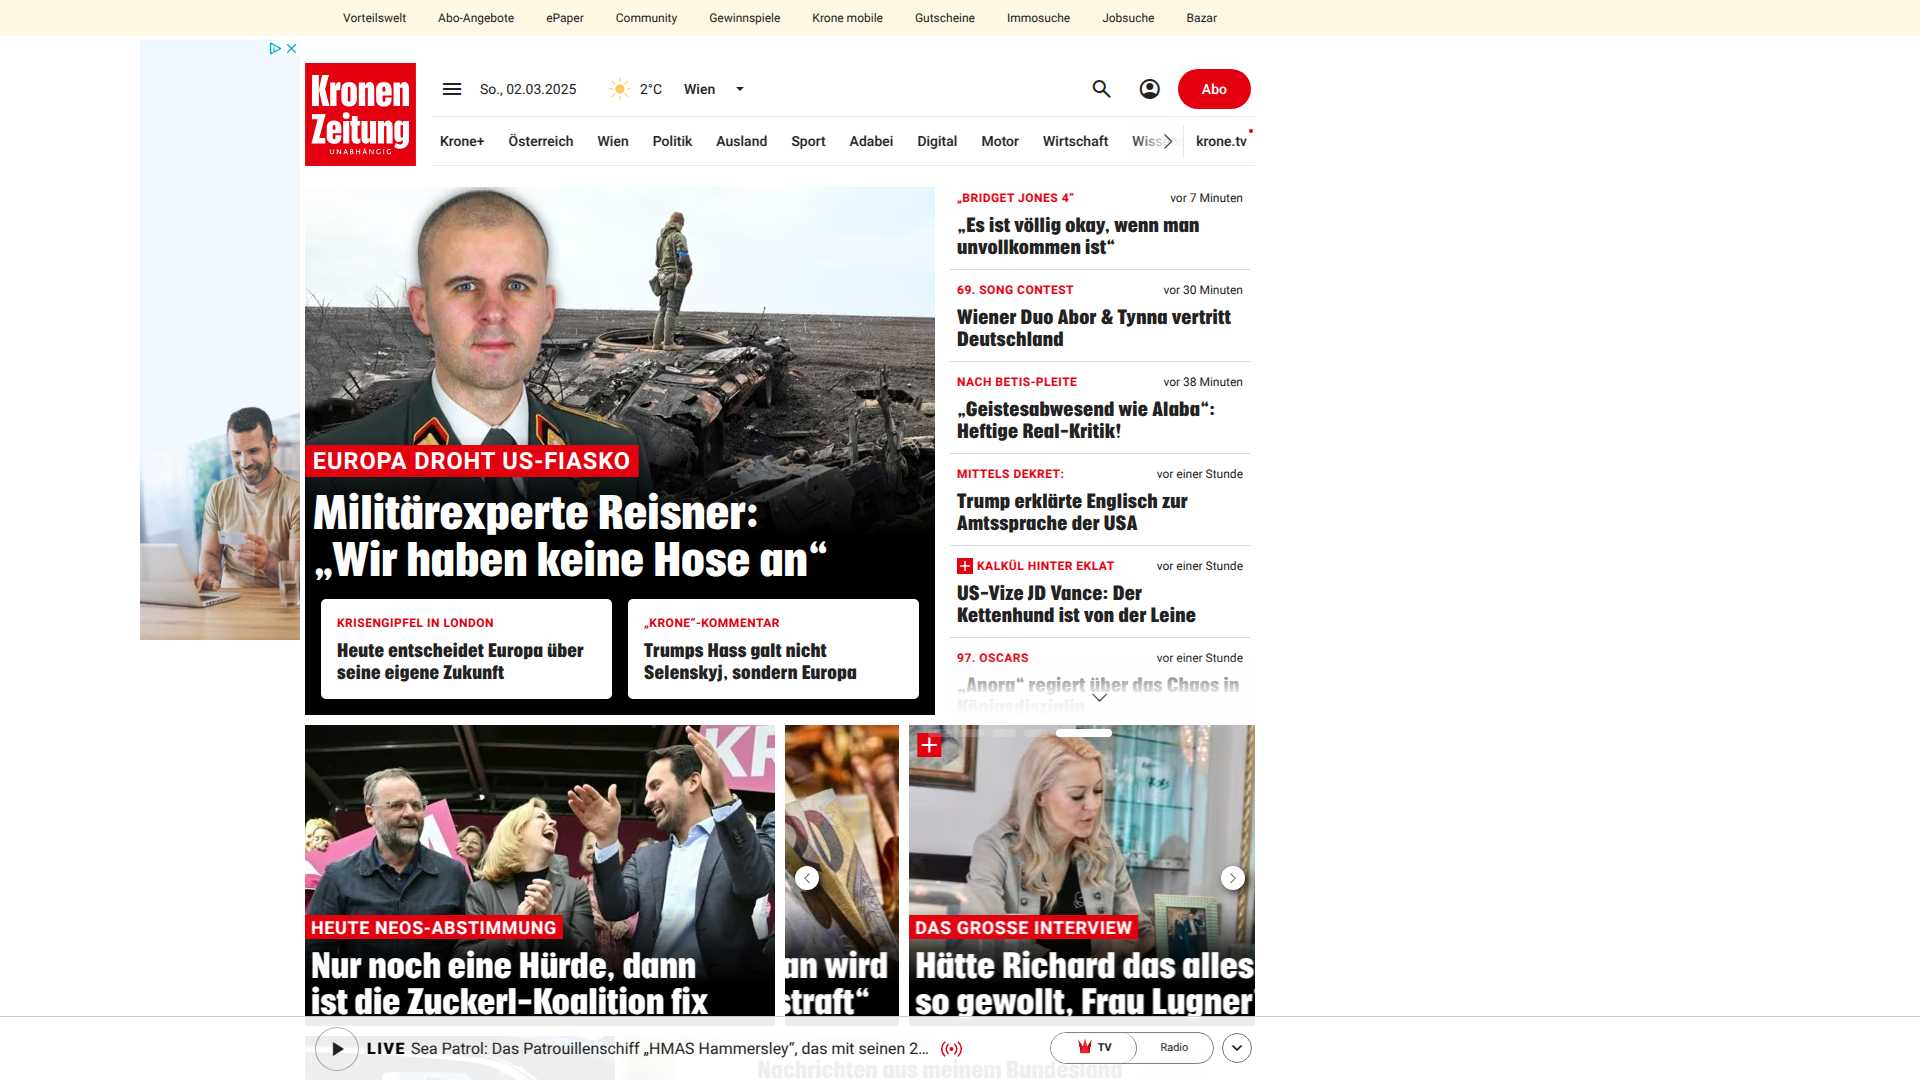 Vorteilswelt Abo-Angebote ePaper Community Gewinnspiele Krone mobile Gutscheine Immosuche Jobsuche Bazar
Kronen
Zeitung
UNABHÄNGIG
So., 02.03.2025 2°C Wien
Abo
Krone+ Österreich Wien Politik Ausland Sport Adabei Digital Motor Wirtschaft krone.tv
EUROPA DROHT US-FIASKO
Militärexperte Reisner:
„Wir haben keine Hose an“
KRISENGIPFEL IN LONDON
Heute entscheidet Europa über
seine eigene Zukunft
„KRONE“-KOMMENTAR
Trumps Hass galt nicht
Selenskyj, sondern Europa
„BRIDGET JONES 4“ vor 7 Minuten
„Es ist völlig okay, wenn man
unvollkommen ist“
69. SONG CONTEST vor 30 Minuten
Wiener Duo Abor & Tynna vertritt
Deutschland
NACH BETIS-PLEITE vor 38 Minuten
„Geistesabwesend wie Alaba“:
Heftige Real-Kritik!
MITTELS DEKRET: vor einer Stunde
Trump erklärte Englisch zur
Amtssprache der USA
KALKÜL HINTER EKLAT vor einer Stunde
US-Vize JD Vance: Der
Kettenhund ist von der Leine
97. OSCARS vor einer Stunde
„Anora“ regiert über das Chaos in
Königsdisziplin
KR
HEUTE NEOS-ABSTIMMUNG
Nur noch eine Hürde, dann
ist die Zuckerl-Koalition fix
an wird
straft“
DAS GROSSE INTERVIEW
Hätte Richard das alles
so gewollt, Frau Lugner
LIVE Sea Patrol: Das Patrouillenschiff „HMAS Hammersley“, das mit seinen 2...
TV Radio
Nachrichten aus meinem Bundesland